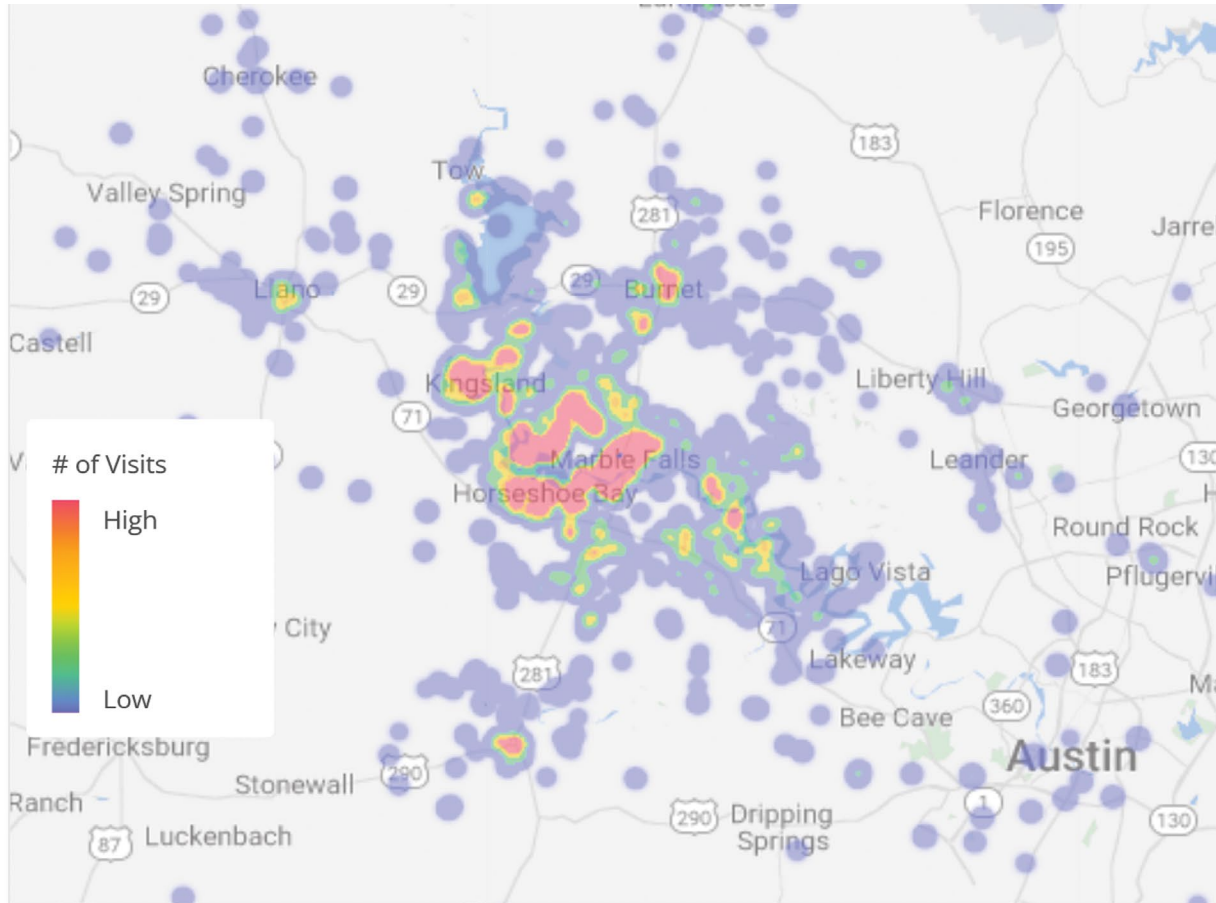 Cherokee
183
Tow
Valley Spring
281
Florence
195
Jarre
29
Llano
29
29
Burnet
Castell
Kingsland
Liberty Hill
Georgetown
71
Marble Falls
Leander
130
Horseshoe Bay
# of Visits
High
Low
Round Rock
Lago Vista
Pflugervi
71
City
281
Lakeway
183
Ma
360
Bee Cave
Fredericksburg
Austin
290
Stonewall
Ranch
1
290
Dripping
Springs
130
87
Luckenbach